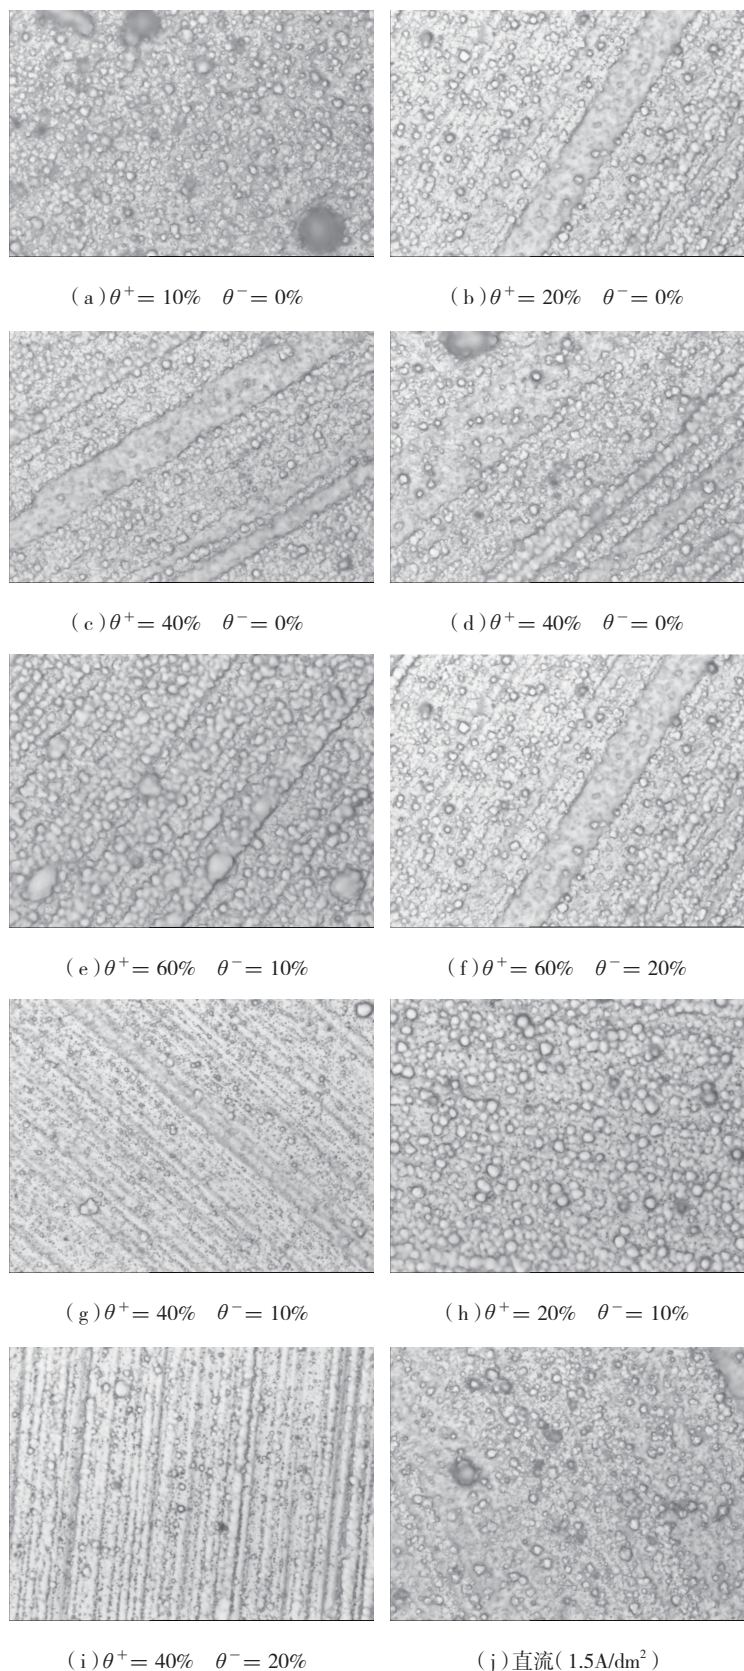 (a)θ⁺= 10% θ⁻= 0%
(b)θ⁺= 20% θ⁻= 0%
(c)θ⁺= 40% θ⁻= 0%
(d)θ⁺= 40% θ⁻= 0%
(e)θ⁺= 60% θ⁻= 10%
(f)θ⁺= 60% θ⁻= 20%
(g)θ⁺= 40% θ⁻= 10%
(h)θ⁺= 20% θ⁻= 10%
(i)θ⁺= 40% θ⁻= 20%
(j)直流(1.5A/dm²)